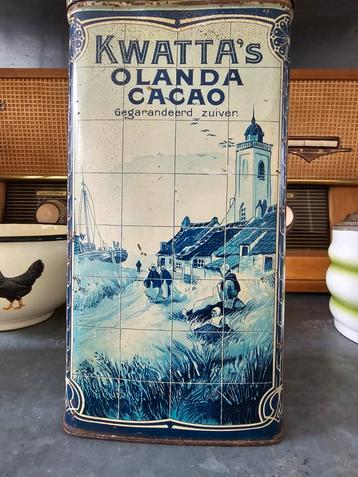 KWATTA's
OLANDA
CACAO
Gegarandeerd zuiver.